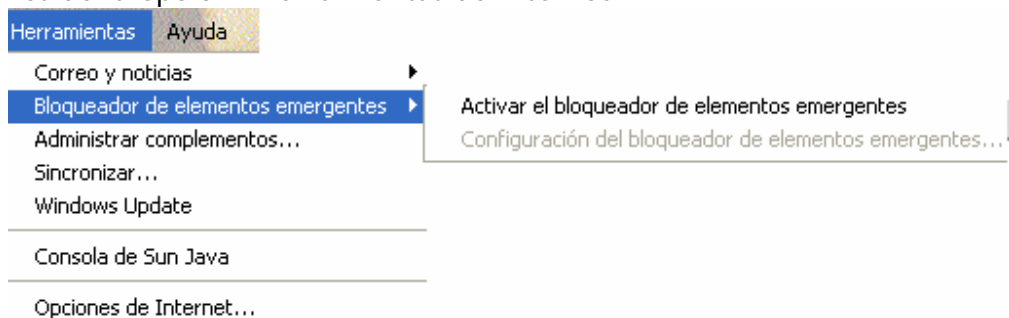 Herramientas Ayuda
Correo y noticias
Bloqueador de elementos emergentes
Activar el bloqueador de elementos emergentes
Administrar complementos...
Configuración del bloqueador de elementos emergentes...
Sincronizar...
Windows Update
Consola de Sun Java
Opciones de Internet...